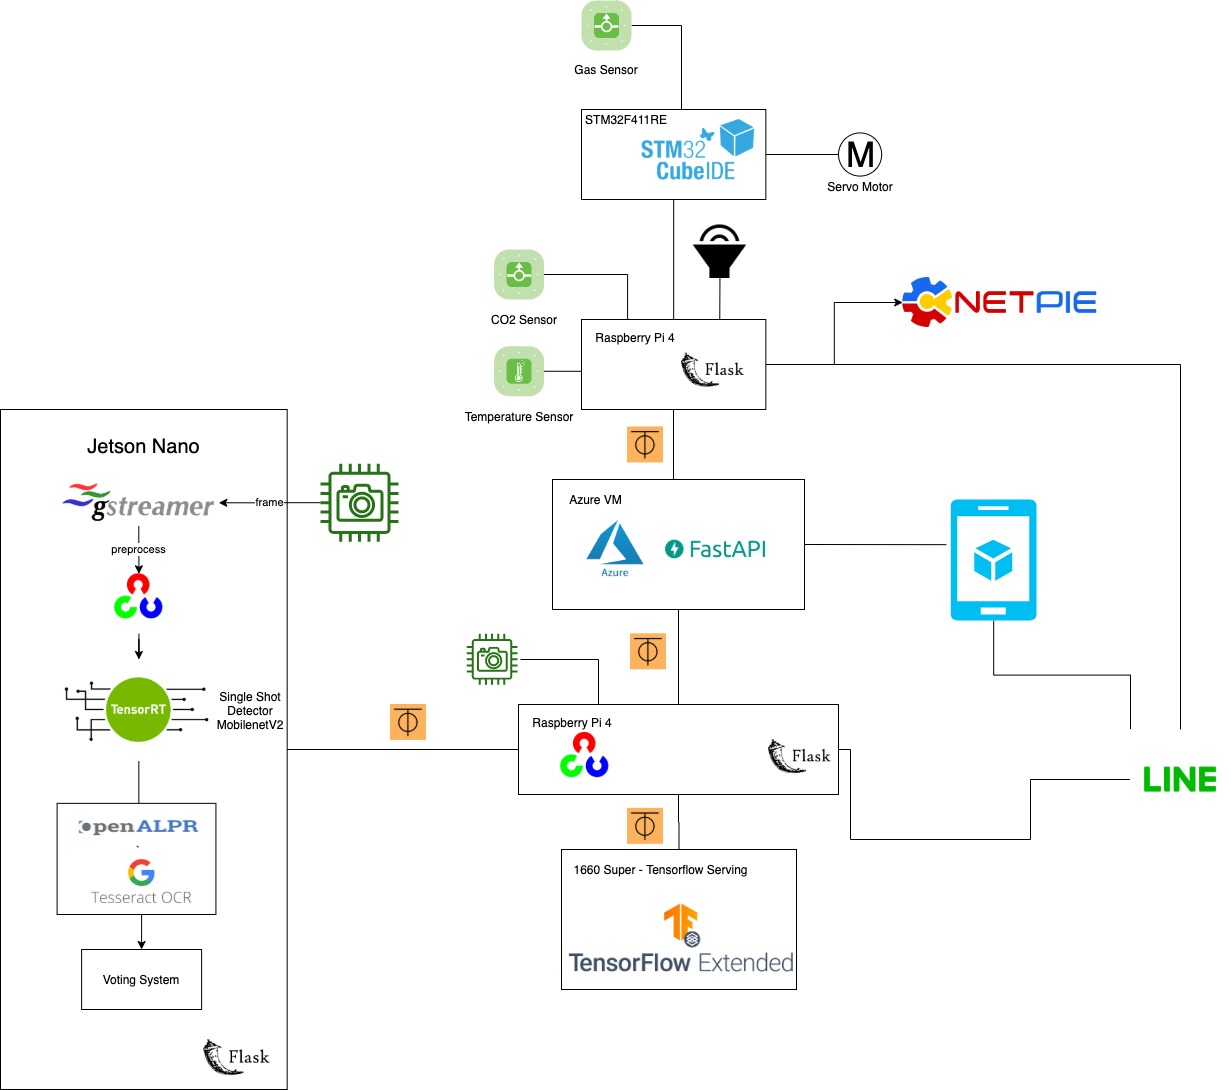 Gas Sensor
STM32F411RE
STM32
CubeIDE
M
Servo Motor
CO2 Sensor
NETPIE
Raspberry Pi 4
Flask
Temperature Sensor
Jetson Nano
gstreamer
frame
preprocess
Azure VM
Azure
FastAPI
TensorRT
Single Shot
Detector
MobilenetV2
Raspberry Pi 4
Flask
LINE
openALPR
Tesseract OCR
1660 Super - Tensorflow Serving
TensorFlow Extended
Voting System
Flask